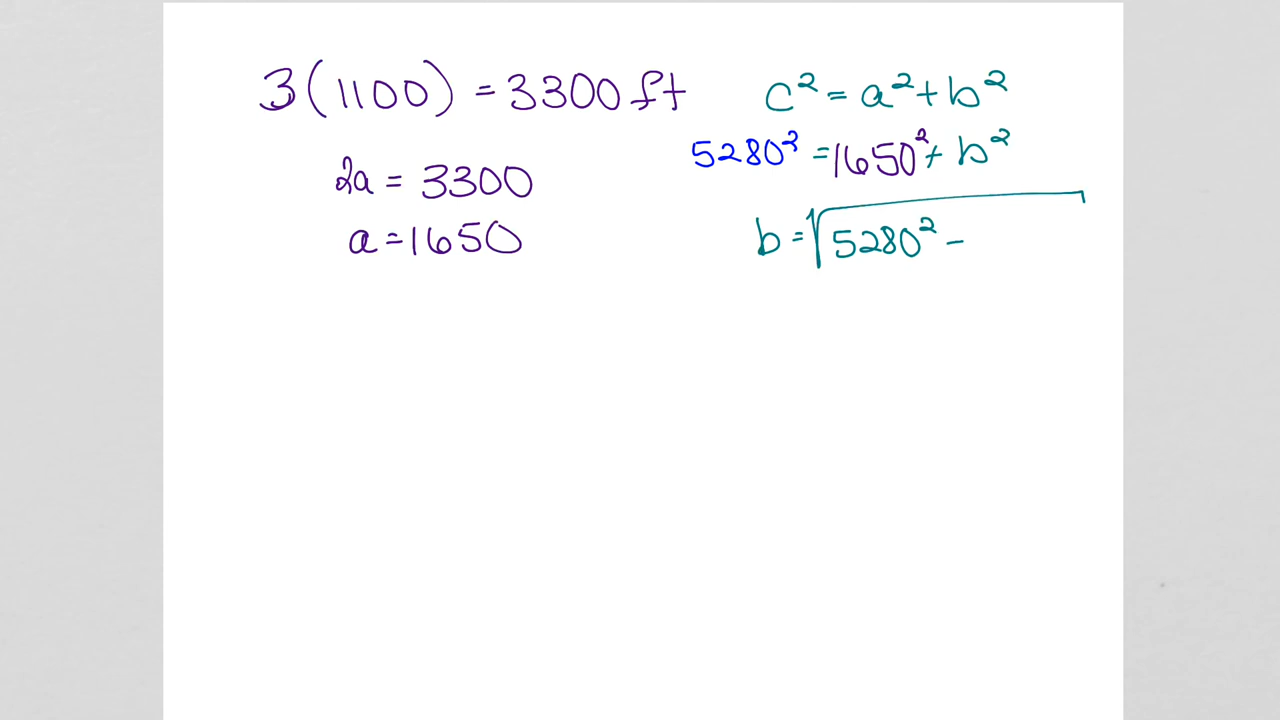 3(1100) = 3300 ft
2a = 3300
a = 1650
c² = a² + b²
5280² = 1650² + b²
b = √5280² −